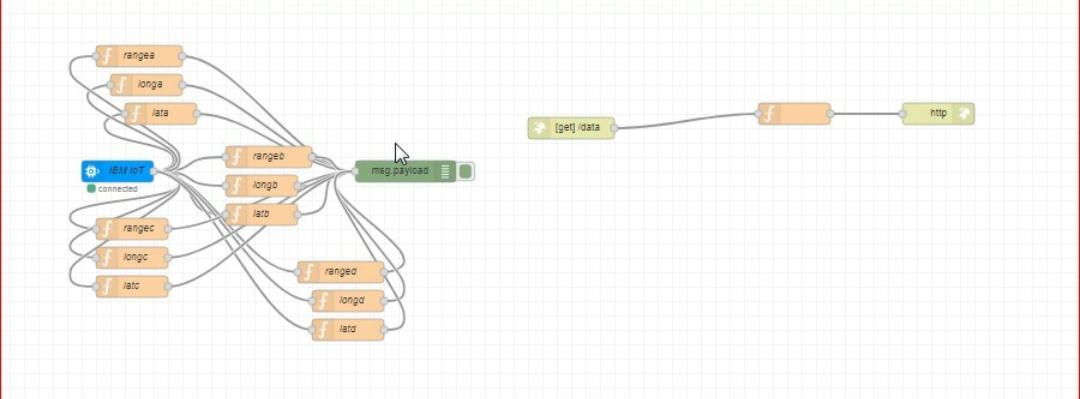 rangea
longa
lata
IBM IoT
connected
rangeb
longb
latb
msg.payload
rangec
longc
latc
ranged
longd
latd
[get] /data
http